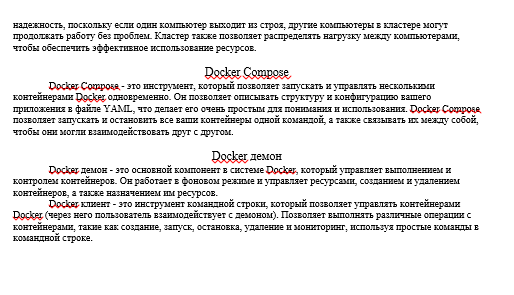 надежность, поскольку если один компьютер выходит из строя, другие компьютеры в кластере могут
продолжать работу без проблем. Кластер также позволяет распределять нагрузку между компьютерами,
чтобы обеспечить эффективное использование ресурсов.
Docker Compose
Docker Compose - это инструмент, который позволяет запускать и управлять несколькими
контейнерами Docker одновременно. Он позволяет описывать структуру и конфигурацию вашего
приложения в файле YAML, что делает его очень простым для понимания и использования. Docker Compose
позволяет запускать и остановить все ваши контейнеры одной командой, а также связывать их между собой,
чтобы они могли взаимодействовать друг с другом.
Docker демон
Docker демон - это основной компонент в системе Docker, который управляет выполнением и
контролем контейнеров. Он работает в фоновом режиме и управляет ресурсами, созданием и удалением
контейнеров, а также назначением им ресурсов.
Docker клиент - это инструмент командной строки, который позволяет управлять контейнерами
Docker (через него пользователь взаимодействует с демоном). Позволяет выполнять различные операции с
контейнерами, такие как создание, запуск, остановка, удаление и мониторинг, используя простые команды в
командной строке.